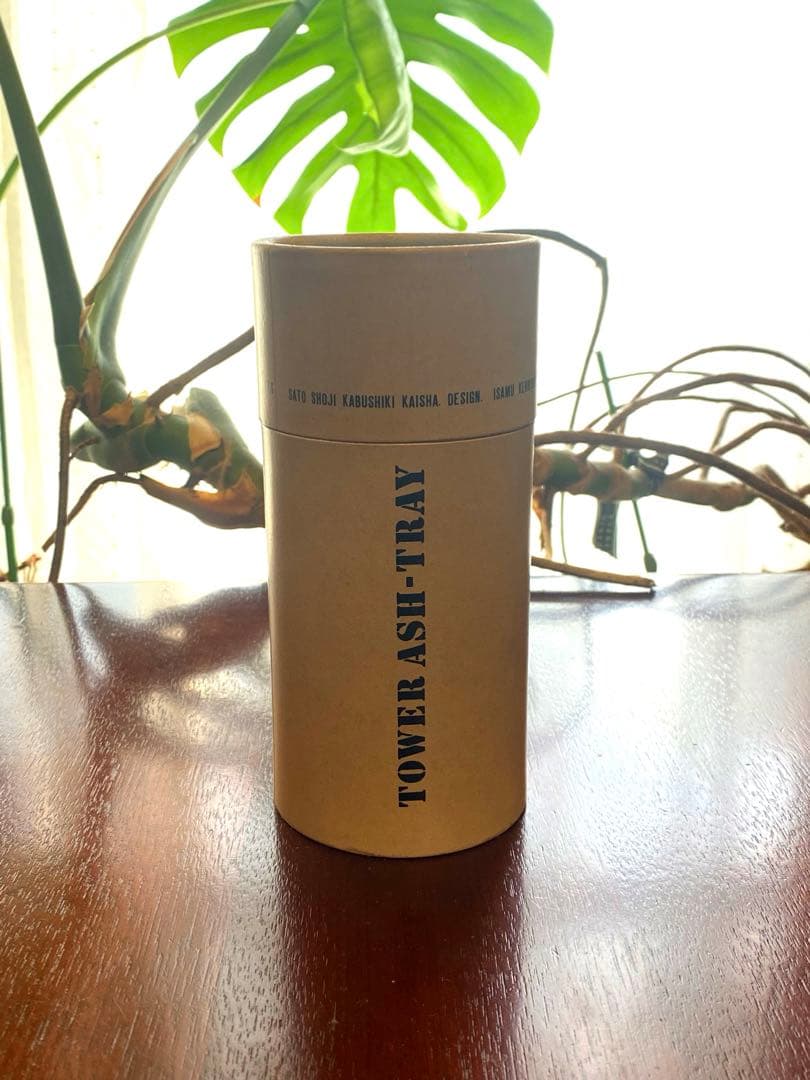 SATO SHOJI KABUSHIKI KAISHA. DESIGN. ISAMU
TOWER ASH-TRAY